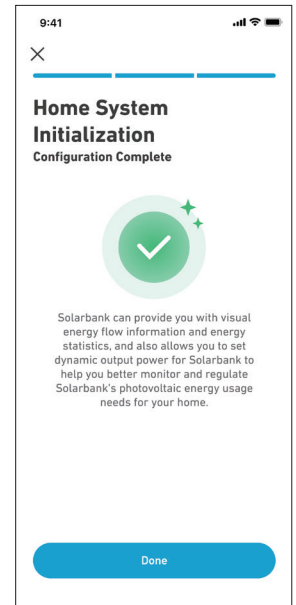 9:41
Home System
Initialization
Configuration Complete
Solarbank can provide you with visual
energy flow information and energy
statistics, and also allows you to set
dynamic output power for Solarbank to
help you better monitor and regulate
Solarbank's photovoltaic energy usage
needs for your home.
Done